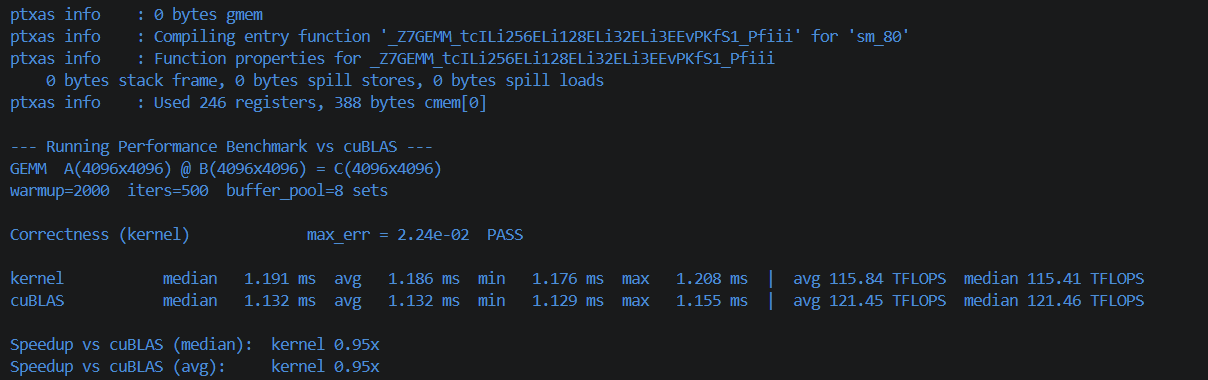 ptxas info    : 0 bytes gmem
ptxas info    : Compiling entry function '_Z7GEMM_tcILi256ELi128ELi32ELi3EEvPKfS1_Pfiii' for 'sm_80'
ptxas info    : Function properties for _Z7GEMM_tcILi256ELi128ELi32ELi3EEvPKfS1_Pfiii
    0 bytes stack frame, 0 bytes spill stores, 0 bytes spill loads
ptxas info    : Used 246 registers, 388 bytes cmem[0]

--- Running Performance Benchmark vs cuBLAS ---
GEMM  A(4096x4096) @ B(4096x4096) = C(4096x4096)
warmup=2000  iters=500  buffer_pool=8 sets

Correctness (kernel)            max_err = 2.24e-02  PASS

kernel          median   1.191 ms  avg   1.186 ms  min   1.176 ms  max   1.208 ms  |  avg 115.84 TFLOPS  median 115.41 TFLOPS
cuBLAS          median   1.132 ms  avg   1.132 ms  min   1.129 ms  max   1.155 ms  |  avg 121.45 TFLOPS  median 121.46 TFLOPS

Speedup vs cuBLAS (median):  kernel 0.95x
Speedup vs cuBLAS (avg):     kernel 0.95x